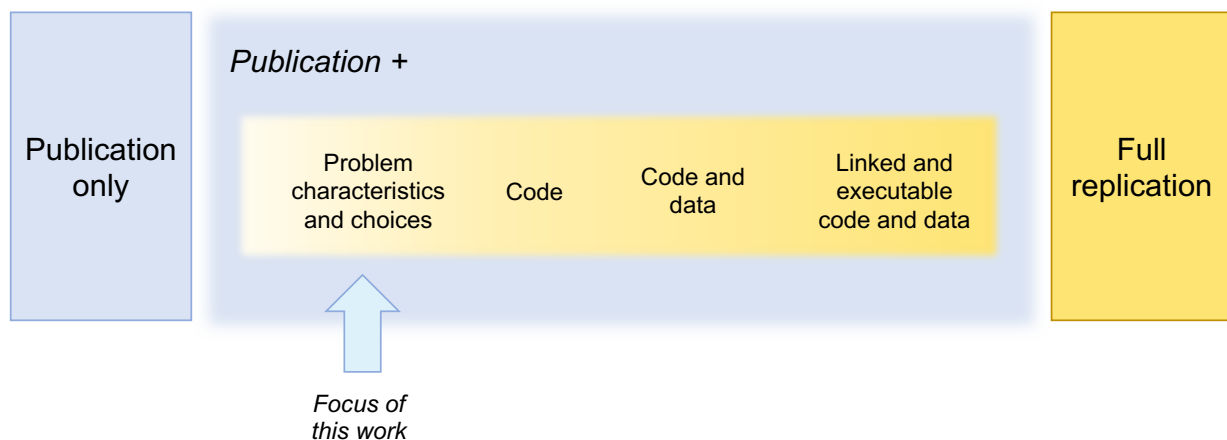 Publication
only
Publication +
Problem
characteristics
and choices
Code
Code and
data
Linked and
executable
code and data
Full
replication
Focus of
this work